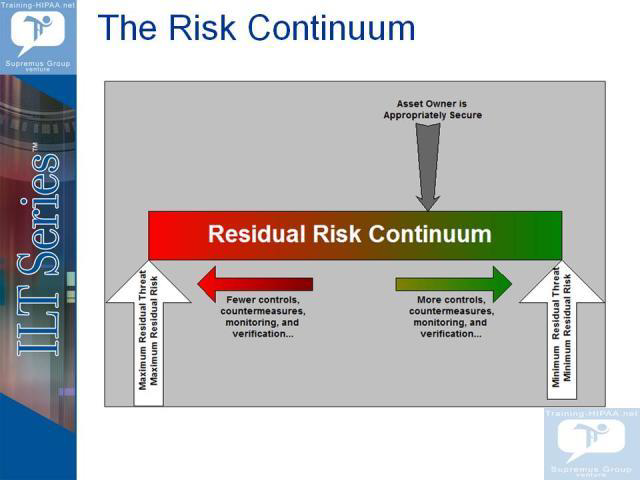 Training-HIPAA.net
Supremus Group
venture
The Risk Continuum
ILT Series™
Asset Owner is
Appropriately Secure
Residual Risk Continuum
Maximum Residual Threat
Maximum Residual Risk
Fewer controls,
countermeasures,
monitoring, and
verification...
More controls,
countermeasures,
monitoring, and
verification...
Minimum Residual Threat
Minimum Residual Risk
Training-HIPAA.net
Supremus Group
venture